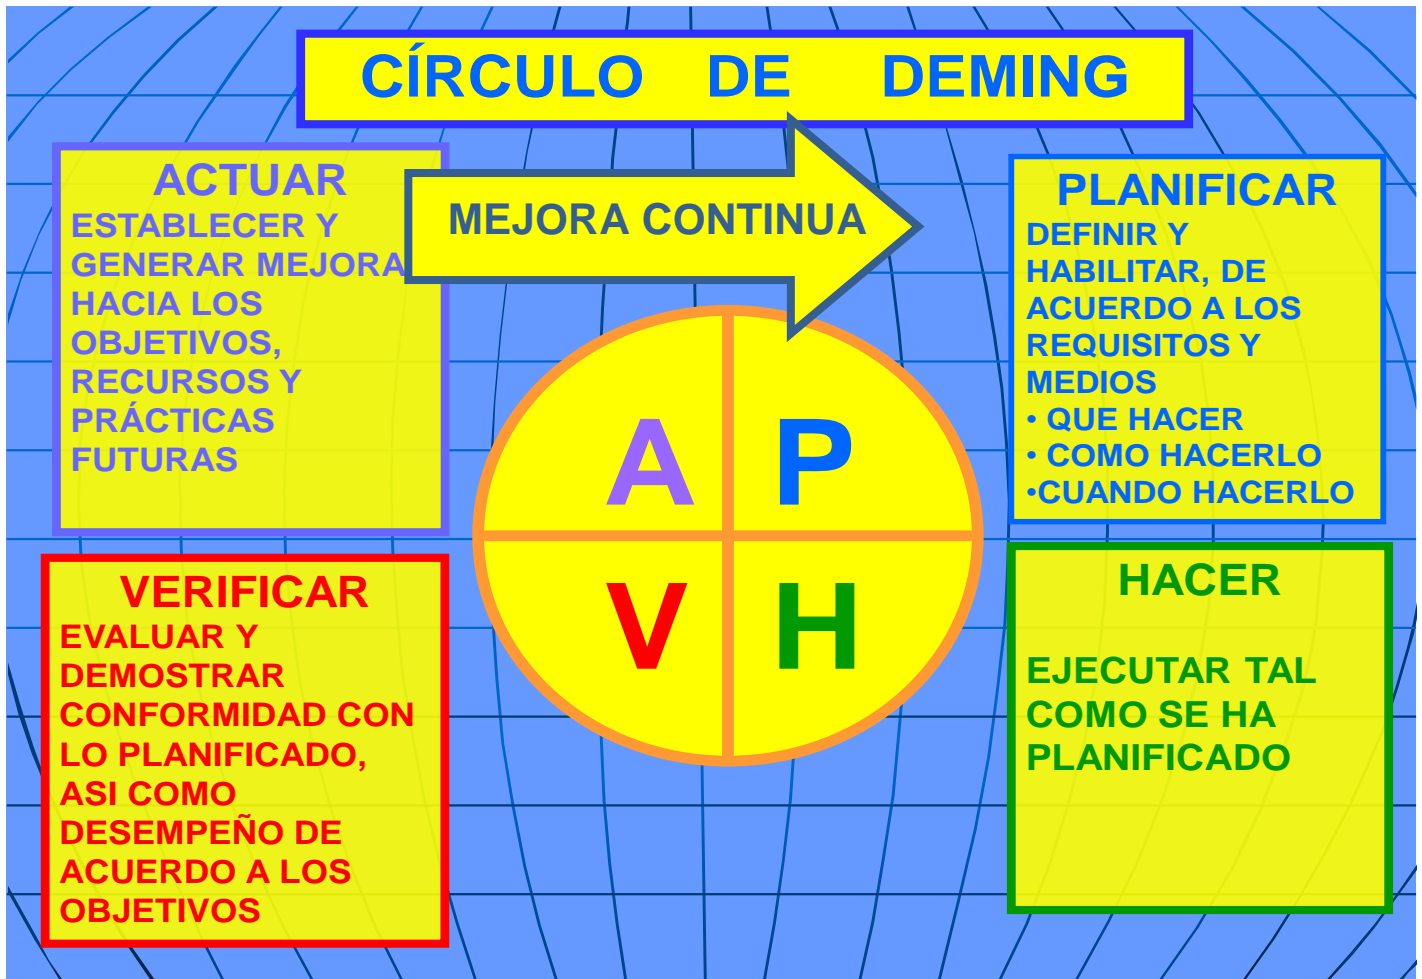 CÍRCULO DE DEMING
ACTUAR
ESTABLECER Y
GENERAR MEJORA
HACIA LOS
OBJETIVOS,
RECURSOS Y
PRÁCTICAS
FUTURAS
MEJORA CONTINUA
PLANIFICAR
DEFINIR Y
HABILITAR, DE
ACUERDO A LOS
REQUISITOS Y
MEDIOS
• QUE HACER
• COMO HACERLO
•CUANDO HACERLO
A P
V H
VERIFICAR
EVALUAR Y
DEMOSTRAR
CONFORMIDAD CON
LO PLANIFICADO,
ASI COMO
DESEMPEÑO DE
ACUERDO A LOS
OBJETIVOS
HACER
EJECUTAR TAL
COMO SE HA
PLANIFICADO